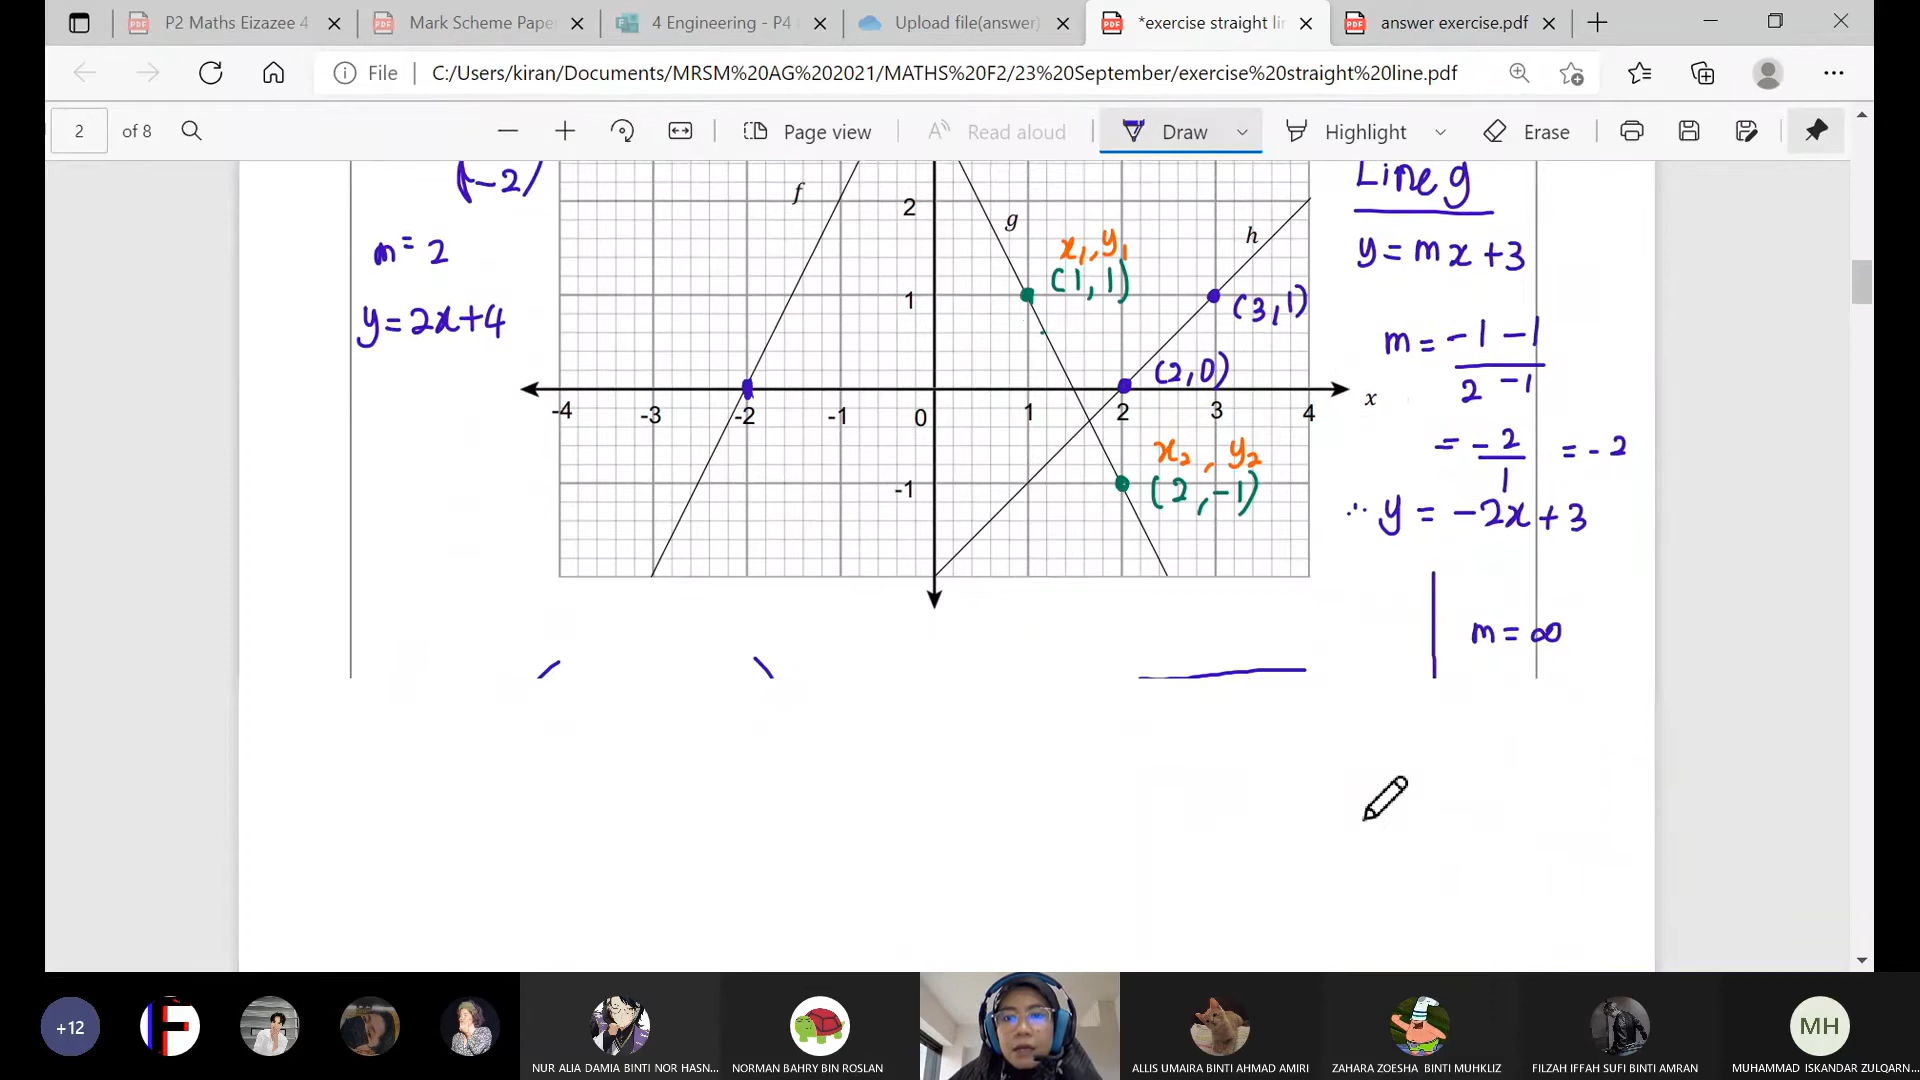 P2 Maths Eizazee 4
Mark Scheme Pape
4 Engineering - P4
Upload file(answer)
*exercise straight li
answer exercise.pdf
File
C:/Users/kiran/Documents/MRSM%20AG%202021/MATHS%20F2/23%20September/exercise%20straight%20line.pdf
2 of 8
Page view
Read aloud
Draw
Highlight
Erase
m = 2
y = 2x+4
f
g
h
2
1
-1
-4 -3 -2 -1 0 1 2 3 4 x
x₁, y₁
(1, 1)
(3, 1)
(2, 0)
x₂, y₂
(2, -1)
Line g
y = mx + 3
m = -1 - 1
2 - 1
= -2 = -2
1
∴ y = -2x + 3
m = ∞
+12
F
MH
NUR ALIA DAMIA BINTI NOR HASN...
NORMAN BAHRY BIN ROSLAN
ALLIS UMAIRA BINTI AHMAD AMIRI
ZAHARA ZOESHA BINTI MUHKLIZ
FILZAH IFFAH SUFI BINTI AMRAN
MUHAMMAD ISKANDAR ZULQARN...